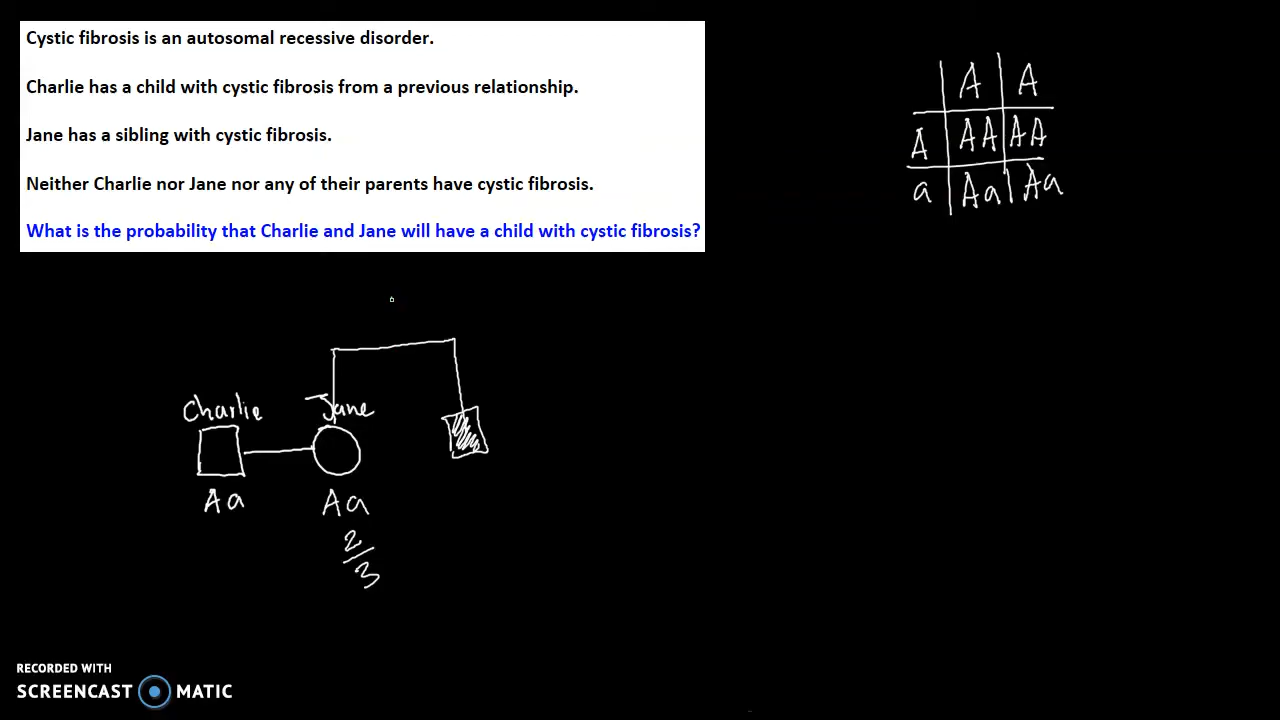 Cystic fibrosis is an autosomal recessive disorder.
Charlie has a child with cystic fibrosis from a previous relationship.
Jane has a sibling with cystic fibrosis.
Neither Charlie nor Jane nor any of their parents have cystic fibrosis.
What is the probability that Charlie and Jane will have a child with cystic fibrosis?
A A
A AA AA
a Aa Aa
Charlie Jane
Aa Aa
2
3
RECORDED WITH
SCREENCAST MATIC